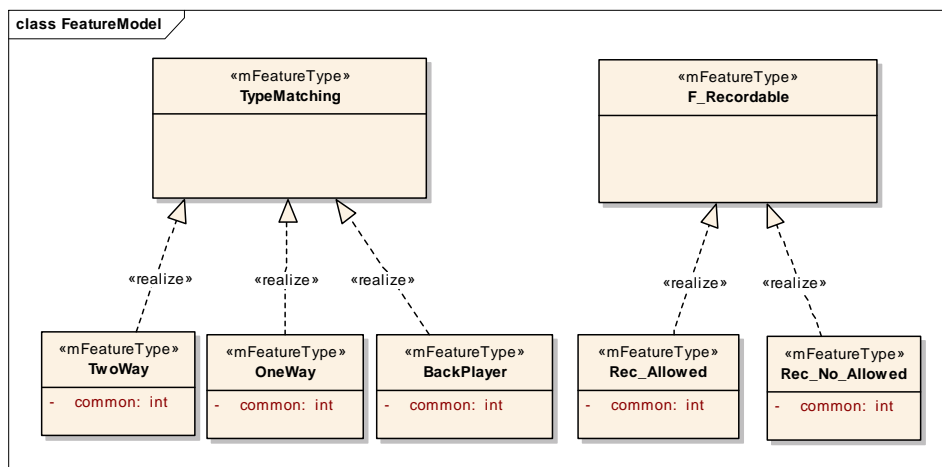 class FeatureModel
«mFeatureType»
TypeMatching
«mFeatureType»
F_Recordable
«realize»
«realize»
«realize»
«realize»
«realize»
«mFeatureType»
TwoWay
- common: int
«mFeatureType»
OneWay
- common: int
«mFeatureType»
BackPlayer
- common: int
«mFeatureType»
Rec_Allowed
- common: int
«mFeatureType»
Rec_No_Allowed
- common: int